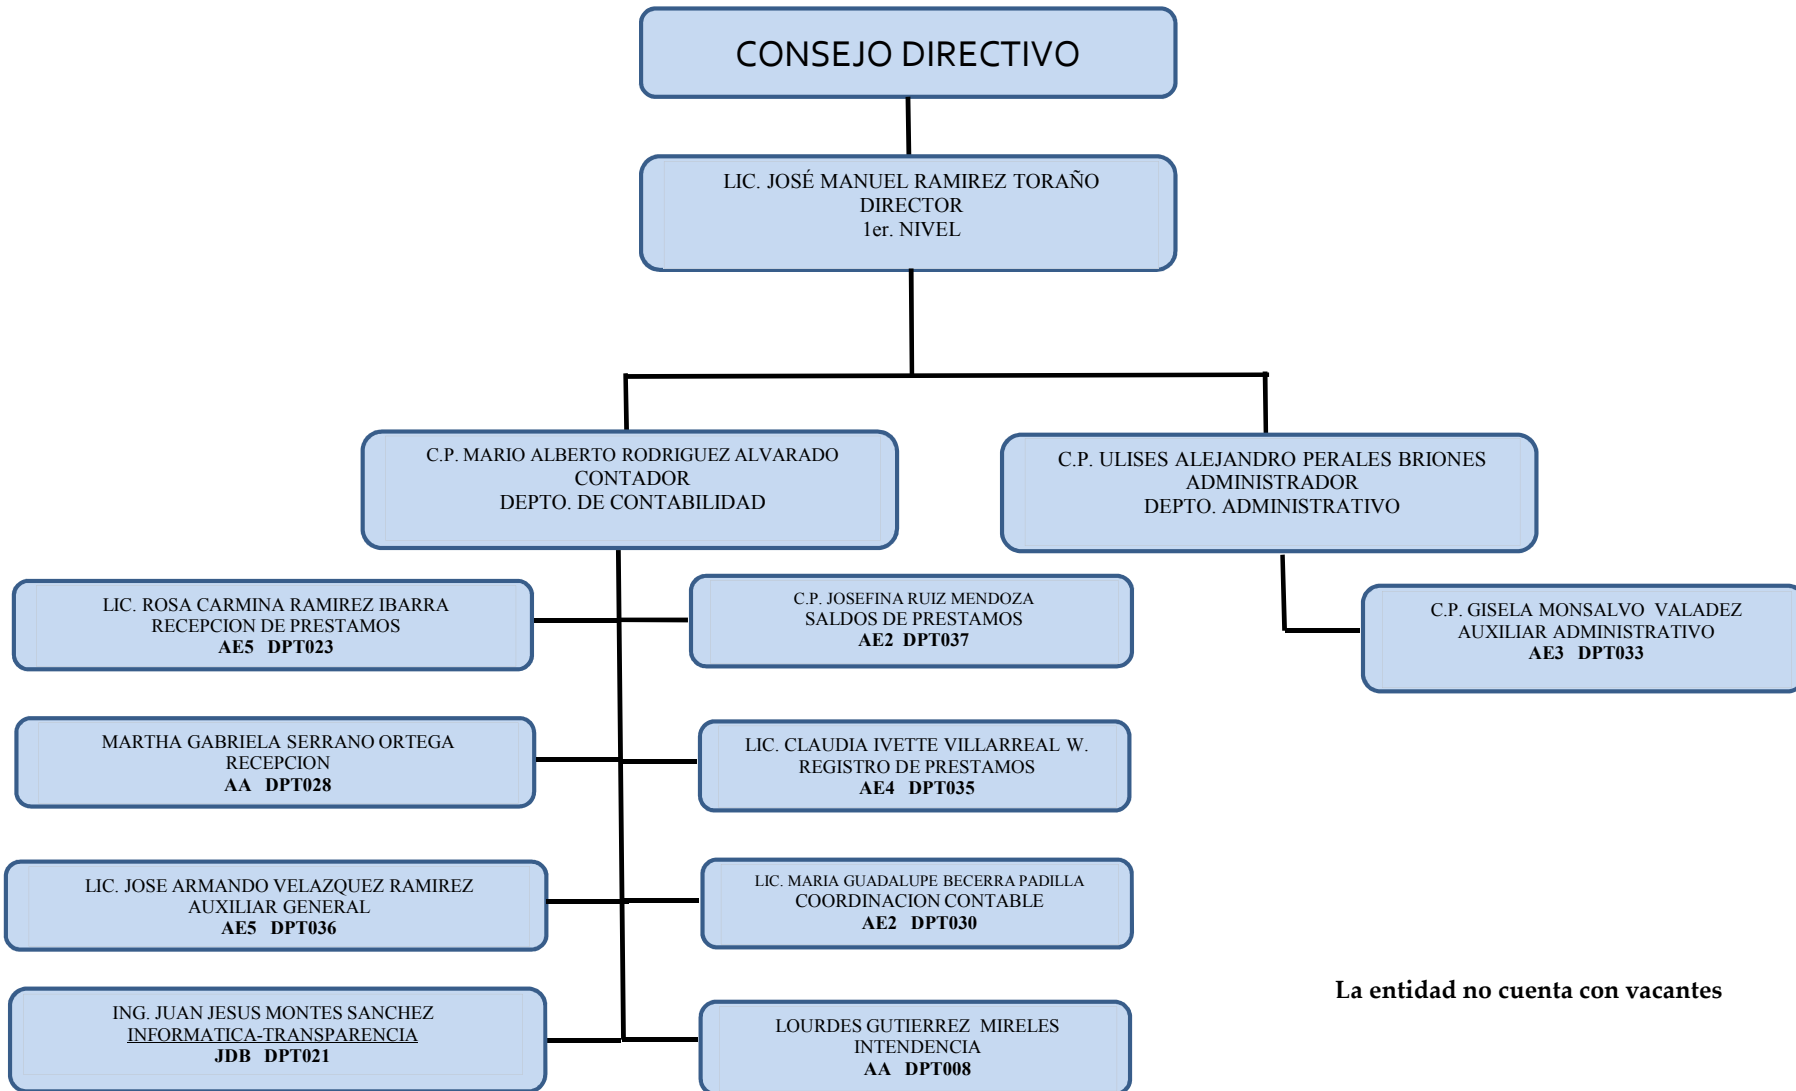 CONSEJO DIRECTIVO
LIC. JOSÉ MANUEL RAMIREZ TORAÑO
DIRECTOR
1er. NIVEL
C.P. MARIO ALBERTO RODRIGUEZ ALVARADO
CONTADOR
DEPTO. DE CONTABILIDAD
C.P. ULISES ALEJANDRO PERALES BRIONES
ADMINISTRADOR
DEPTO. ADMINISTRATIVO
LIC. ROSA CARMINA RAMIREZ IBARRA
RECEPCION DE PRESTAMOS
AE5 DPT023
C.P. JOSEFINA RUIZ MENDOZA
SALDOS DE PRESTAMOS
AE2 DPT037
C.P. GISELA MONSALVO VALADEZ
AUXILIAR ADMINISTRATIVO
AE3 DPT033
MARTHA GABRIELA SERRANO ORTEGA
RECEPCION
AA DPT028
LIC. CLAUDIA IVETTE VILLARREAL W.
REGISTRO DE PRESTAMOS
AE4 DPT035
LIC. JOSE ARMANDO VELAZQUEZ RAMIREZ
AUXILIAR GENERAL
AE5 DPT036
LIC. MARIA GUADALUPE BECERRA PADILLA
COORDINACION CONTABLE
AE2 DPT030
ING. JUAN JESUS MONTES SANCHEZ
INFORMATICA-TRANSPARENCIA
JDB DPT021
LOURDES GUTIERREZ MIRELES
INTENDENCIA
AA DPT008
La entidad no cuenta con vacantes